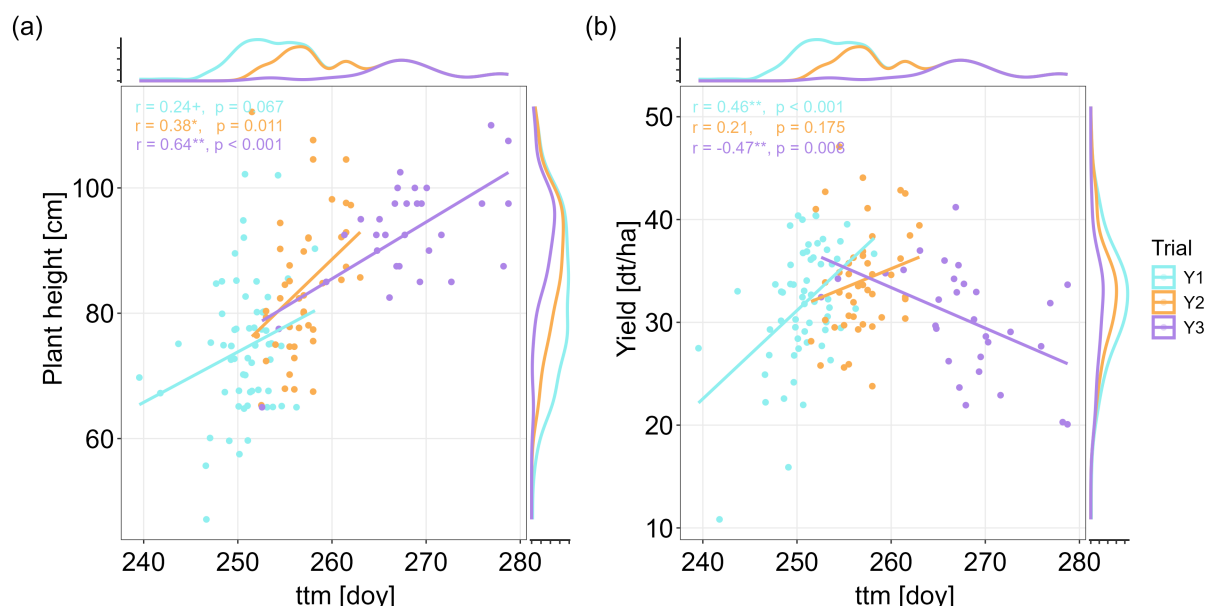 (a)
r = 0.24+, p = 0.067
r = 0.38*, p = 0.011
r = 0.64**, p < 0.001
Plant height [cm]
100
80
60
240 250 260 270 280
ttm [doy]
(b)
r = 0.46**, p < 0.001
r = 0.21, p = 0.175
r = -0.47**, p = 0.008
Yield [dt/ha]
50
40
30
20
10
240 250 260 270 280
ttm [doy]
Trial
Y1
Y2
Y3